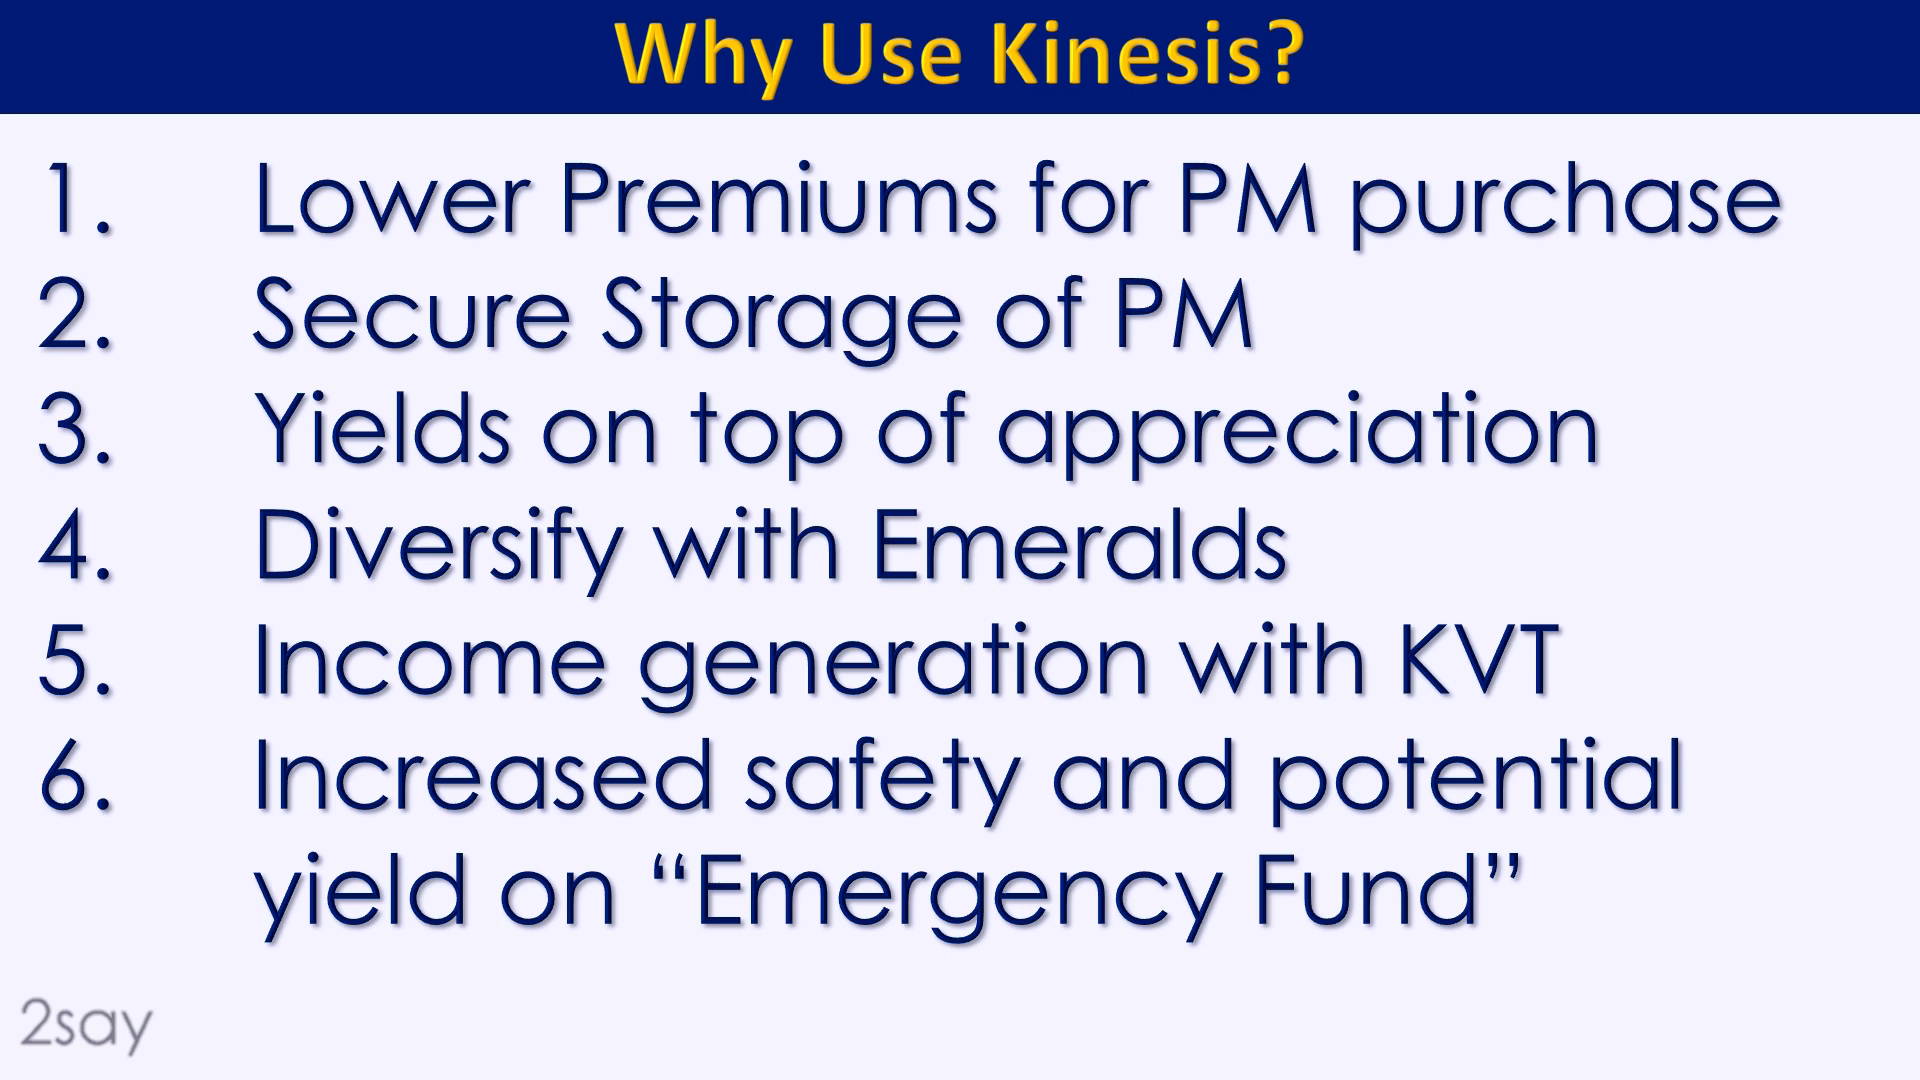 Why Use Kinesis?
1. Lower Premiums for PM purchase
2. Secure Storage of PM
3. Yields on top of appreciation
4. Diversify with Emeralds
5. Income generation with KVT
6. Increased safety and potential
yield on “Emergency Fund”
2say